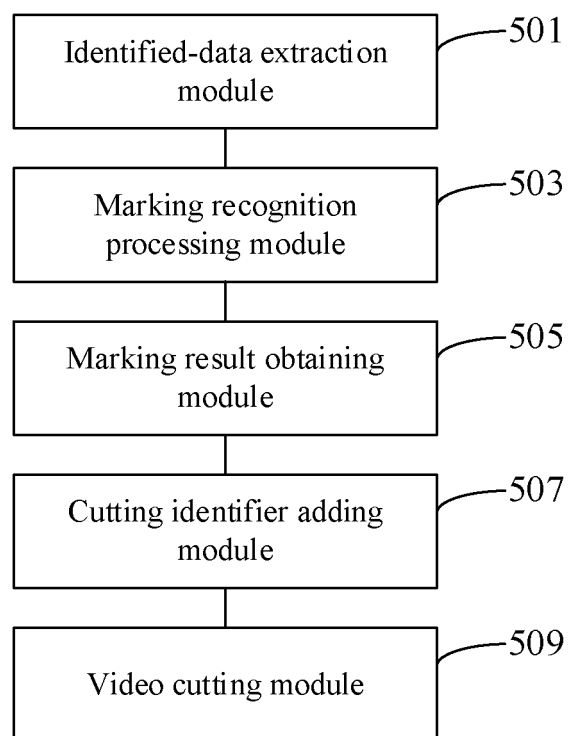 Identified-data extraction
module
501
Marking recognition
processing module
503
Marking result obtaining
module
505
Cutting identifier adding
module
507
Video cutting module
509